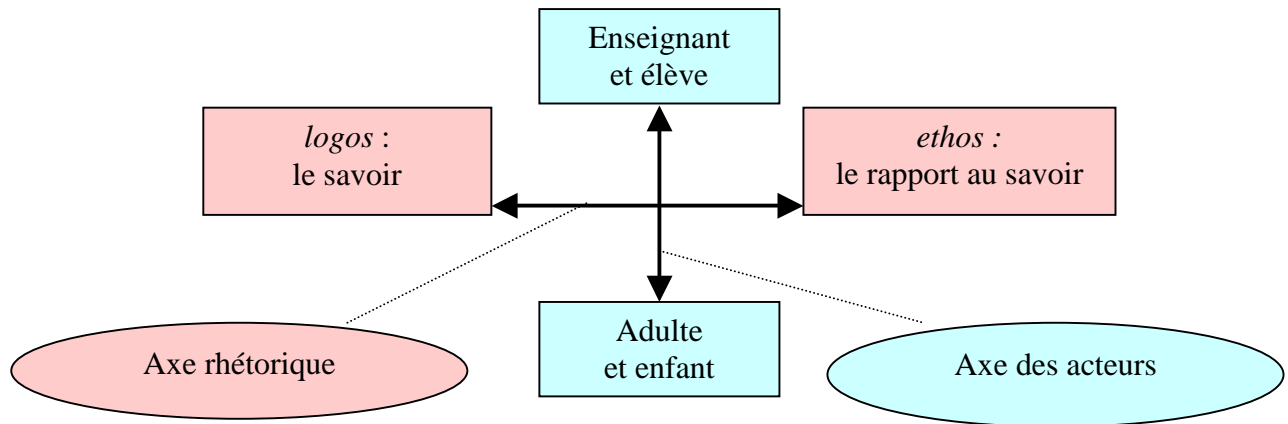 Enseignant
et élève
logos :
le savoir
ethos :
le rapport au savoir
Adulte
et enfant
Axe rhétorique
Axe des acteurs